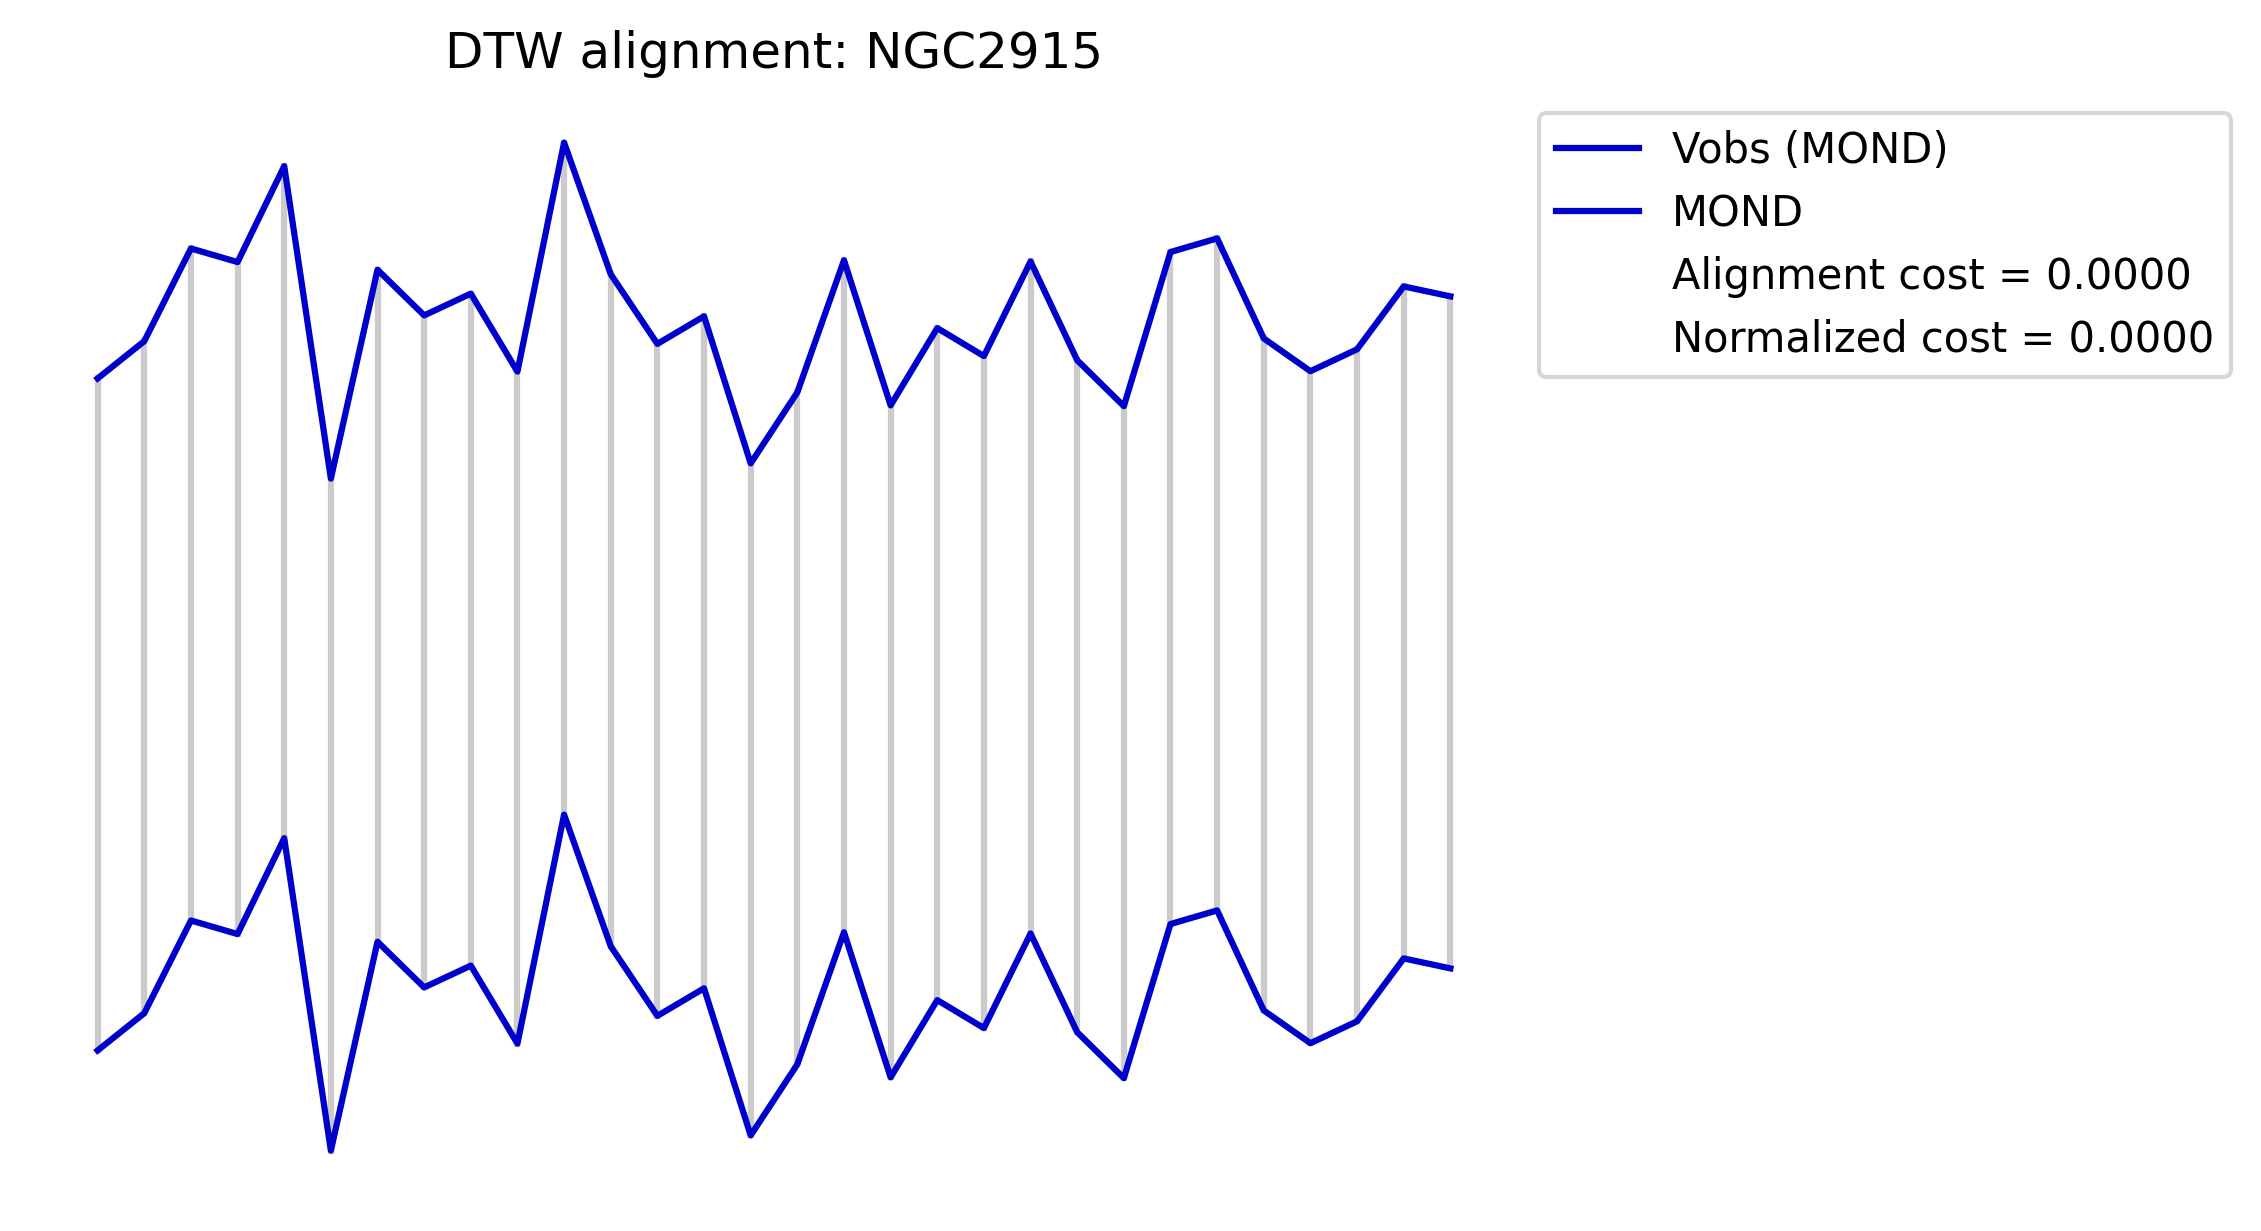 DTW alignment: NGC2915
Vobs (MOND)
MOND
Alignment cost = 0.0000
Normalized cost = 0.0000